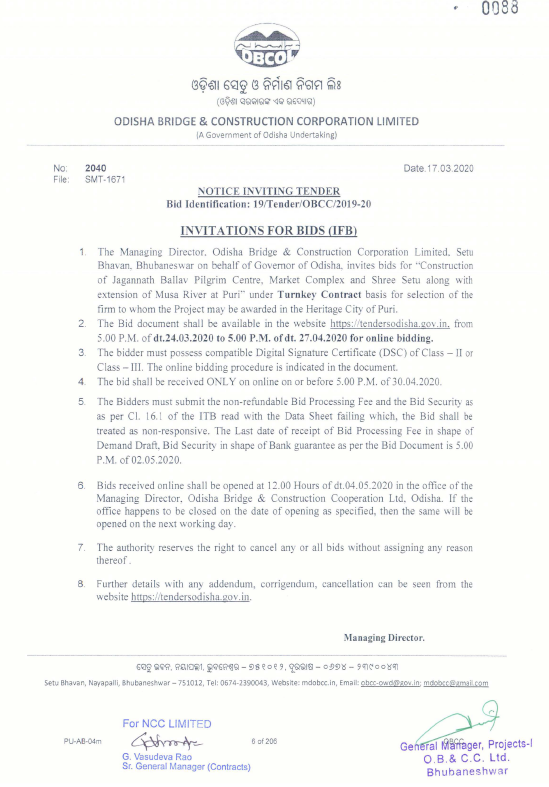 0088
OBCC
ଓଡ଼ିଶା ସେତୁ ଓ ନିର୍ମାଣ ନିଗମ ଲିଃ
(ଓଡ଼ିଶା ସରକାରଙ୍କ ଏକ ଉଦ୍ୟୋଗ)
ODISHA BRIDGE & CONSTRUCTION CORPORATION LIMITED
(A Government of Odisha Undertaking)
No: 2040 Date.17.03.2020
File: SMT-1671
NOTICE INVITING TENDER
Bid Identification: 19/Tender/OBCC/2019-20
INVITATIONS FOR BIDS (IFB)
1. The Managing Director, Odisha Bridge & Construction Corporation Limited, Setu
Bhavan, Bhubaneswar on behalf of Governor of Odisha, invites bids for “Construction
of Jagannath Ballav Pilgrim Centre, Market Complex and Shree Setu along with
extension of Musa River at Puri” under Turnkey Contract basis for selection of the
firm to whom the Project may be awarded in the Heritage City of Puri.
2. The Bid document shall be available in the website https://tendersodisha.gov.in, from
5.00 P.M. of dt.24.03.2020 to 5.00 P.M. of dt. 27.04.2020 for online bidding.
3. The bidder must possess compatible Digital Signature Certificate (DSC) of Class – II or
Class – III. The online bidding procedure is indicated in the document.
4. The bid shall be received ONLY on online on or before 5.00 P.M. of 30.04.2020.
5. The Bidders must submit the non-refundable Bid Processing Fee and the Bid Security as
as per Cl. 16.1 of the ITB read with the Data Sheet failing which, the Bid shall be
treated as non-responsive. The Last date of receipt of Bid Processing Fee in shape of
Demand Draft, Bid Security in shape of Bank guarantee as per the Bid Document is 5.00
P.M. of 02.05.2020.
6. Bids received online shall be opened at 12.00 Hours of dt.04.05.2020 in the office of the
Managing Director, Odisha Bridge & Construction Cooperation Ltd, Odisha. If the
office happens to be closed on the date of opening as specified, then the same will be
opened on the next working day.
7. The authority reserves the right to cancel any or all bids without assigning any reason
thereof .
8. Further details with any addendum, corrigendum, cancellation can be seen from the
website https://tendersodisha.gov.in.
Managing Director.
ସେତୁ ଭବନ, ନୟାପଲ୍ଲୀ, ଭୁବନେଶ୍ୱର – ୭୫୧୦୧୨, ଦୂରଭାଷ – ୦୬୭୪ – ୨୩୯୦୦୪୩
Setu Bhavan, Nayapalli, Bhubaneshwar – 751012, Tel: 0674-2390043, Website: mdobcc.in, Email: obcc-owd@gov.in; mdobcc@gmail.com
For NCC LIMITED
PU-AB-04m 6 of 206
G. Vasudeva Rao
Sr. General Manager (Contracts)
OBCC
General Manager, Projects-I
O.B.& C.C. Ltd.
Bhubaneshwar